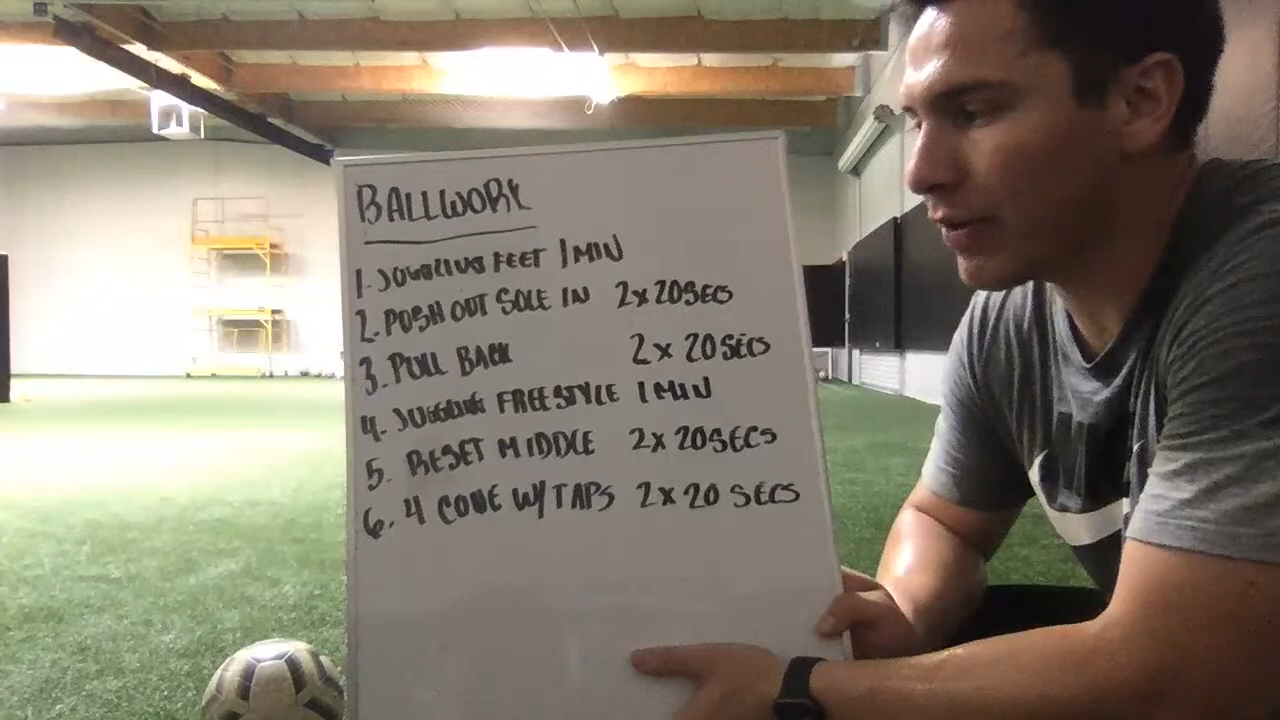 BALLWORK
1. JUGGLING FEET 1 MIN
2. PUSH OUT SOLE IN 2x20SECS
3. PULL BACK 2 x 20 SECS
4. JUGGLING FREESTYLE 1 MIN
5. RESET MIDDLE 2x 20SECS
6. 4 CONE W/TAPS 2x 20 SECS